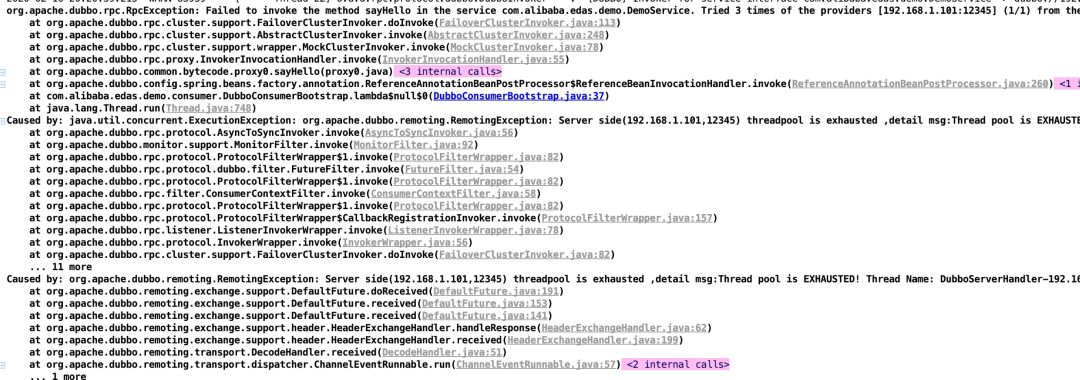 org.apache.dubbo.rpc.RpcException: Failed to invoke the method sayHello in the service com.alibaba.edas.demo.DemoService. Tried 3 times of the providers [192.168.1.101:12345] (1/1) from the
at org.apache.dubbo.rpc.cluster.support.FailoverClusterInvoker.doInvoke(FailoverClusterInvoker.java:113)
at org.apache.dubbo.rpc.cluster.support.AbstractClusterInvoker.invoke(AbstractClusterInvoker.java:248)
at org.apache.dubbo.rpc.cluster.support.wrapper.MockClusterInvoker.invoke(MockClusterInvoker.java:78)
at org.apache.dubbo.rpc.proxy.InvokerInvocationHandler.invoke(InvokerInvocationHandler.java:55)
at org.apache.dubbo.common.bytecode.proxy0.sayHello(proxy0.java) <3 internal calls>
at org.apache.dubbo.config.spring.beans.factory.annotation.ReferenceAnnotationBeanPostProcessor$ReferenceBeanInvocationHandler.invoke(ReferenceAnnotationBeanPostProcessor.java:260) <1 i
at com.alibaba.edas.demo.consumer.DubboConsumerBootstrap.lambda$null$0(DubboConsumerBootstrap.java:37)
at java.lang.Thread.run(Thread.java:748)
Caused by: java.util.concurrent.ExecutionException: org.apache.dubbo.remoting.RemotingException: Server side(192.168.1.101,12345) threadpool is exhausted ,detail msg:Thread pool is EXHAUSTE
at org.apache.dubbo.rpc.protocol.AsyncToSyncInvoker.invoke(AsyncToSyncInvoker.java:56)
at org.apache.dubbo.monitor.support.MonitorFilter.invoke(MonitorFilter.java:92)
at org.apache.dubbo.rpc.protocol.ProtocolFilterWrapper$1.invoke(ProtocolFilterWrapper.java:82)
at org.apache.dubbo.rpc.protocol.dubbo.filter.FutureFilter.invoke(FutureFilter.java:54)
at org.apache.dubbo.rpc.protocol.ProtocolFilterWrapper$1.invoke(ProtocolFilterWrapper.java:82)
at org.apache.dubbo.rpc.filter.ConsumerContextFilter.invoke(ConsumerContextFilter.java:58)
at org.apache.dubbo.rpc.protocol.ProtocolFilterWrapper$1.invoke(ProtocolFilterWrapper.java:82)
at org.apache.dubbo.rpc.protocol.ProtocolFilterWrapper$CallbackRegistrationInvoker.invoke(ProtocolFilterWrapper.java:157)
at org.apache.dubbo.rpc.listener.ListenerInvokerWrapper.invoke(ListenerInvokerWrapper.java:78)
at org.apache.dubbo.rpc.protocol.InvokerWrapper.invoke(InvokerWrapper.java:56)
at org.apache.dubbo.rpc.cluster.support.FailoverClusterInvoker.doInvoke(FailoverClusterInvoker.java:82)
... 11 more
Caused by: org.apache.dubbo.remoting.RemotingException: Server side(192.168.1.101,12345) threadpool is exhausted ,detail msg:Thread pool is EXHAUSTED! Thread Name: DubboServerHandler-192.16
at org.apache.dubbo.remoting.exchange.support.DefaultFuture.doReceived(DefaultFuture.java:191)
at org.apache.dubbo.remoting.exchange.support.DefaultFuture.received(DefaultFuture.java:153)
at org.apache.dubbo.remoting.exchange.support.DefaultFuture.received(DefaultFuture.java:141)
at org.apache.dubbo.remoting.exchange.support.header.HeaderExchangeHandler.handleResponse(HeaderExchangeHandler.java:62)
at org.apache.dubbo.remoting.exchange.support.header.HeaderExchangeHandler.received(HeaderExchangeHandler.java:199)
at org.apache.dubbo.remoting.transport.DecodeHandler.received(DecodeHandler.java:51)
at org.apache.dubbo.remoting.transport.dispatcher.ChannelEventRunnable.run(ChannelEventRunnable.java:57) <2 internal calls>
... 1 more